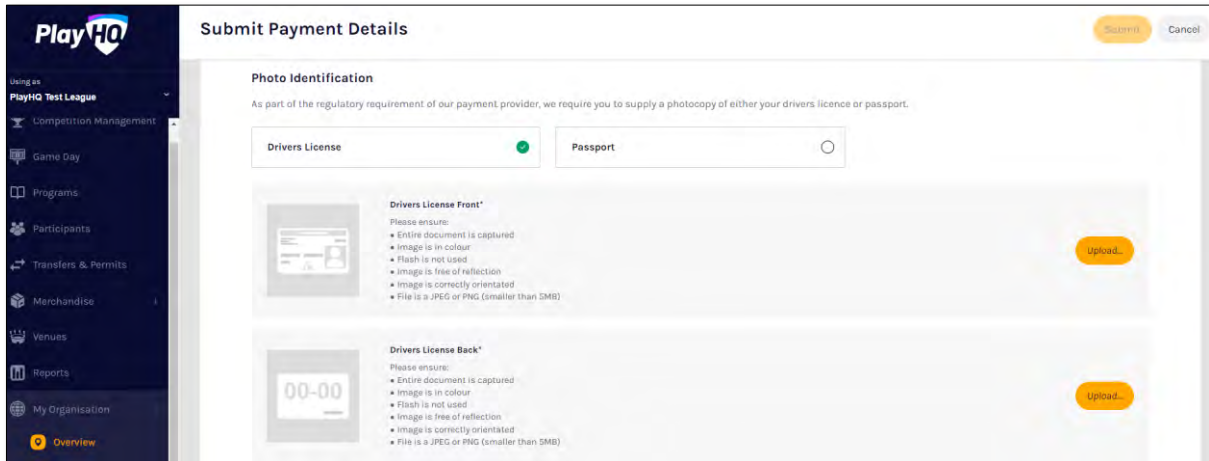 PlayHQ
Submit Payment Details
Submit
Cancel
Using as
PlayHQ Test League
Competition Management
Game Day
Programs
Participants
Transfers & Permits
Merchandise
Venues
Reports
My Organisation
Overview
Photo Identification
As part of the regulatory requirement of our payment provider, we require you to supply a photocopy of either your drivers licence or passport.
Drivers License
Passport
Drivers License Front*
Please ensure:
• Entire document is captured
• Image is in colour
• Flash is not used
• Image is free of reflection
• Image is correctly orientated
• File is a JPEG or PNG (smaller than 5MB)
Upload...
00-00
Drivers License Back*
Please ensure:
• Entire document is captured
• Image is in colour
• Flash is not used
• Image is free of reflection
• Image is correctly orientated
• File is a JPEG or PNG (smaller than 5MB)
Upload...